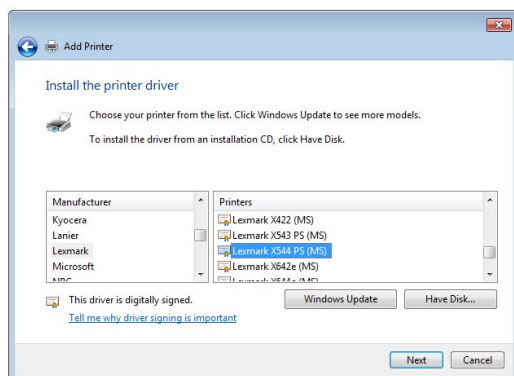 Add Printer
Install the printer driver
Choose your printer from the list. Click Windows Update to see more models.
To install the driver from an installation CD, click Have Disk.
Manufacturer
Kyocera
Lanier
Lexmark
Microsoft
Printers
Lexmark X422 (MS)
Lexmark X543 PS (MS)
Lexmark X544 PS (MS)
Lexmark X642e (MS)
This driver is digitally signed.
Tell me why driver signing is important
Windows Update
Have Disk...
Next
Cancel